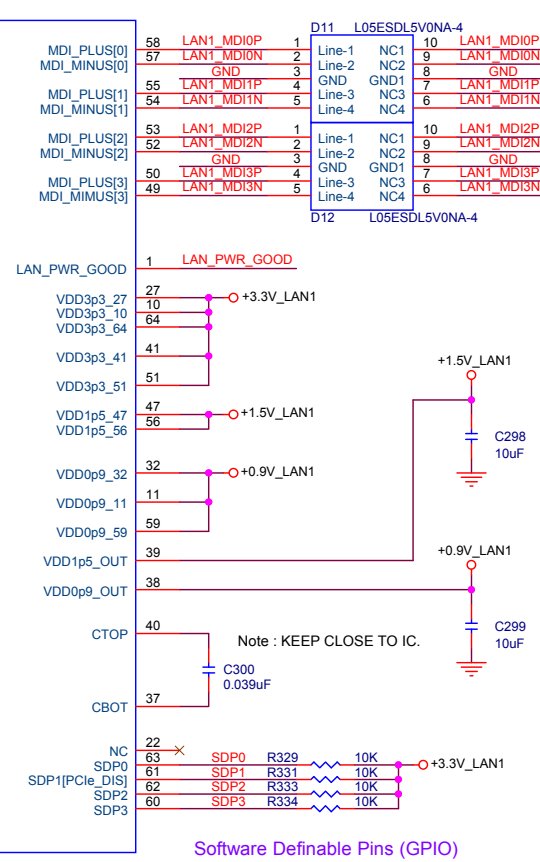 D11 L05ESDL5V0NA-4
MDI_PLUS[0] 58 LAN1_MDI0P 1 Line-1 NC1 10 LAN1_MDI0P
MDI_MINUS[0] 57 LAN1_MDI0N 2 Line-2 NC2 9 LAN1_MDI0N
GND 3 GND GND1 8 GND
MDI_PLUS[1] 55 LAN1_MDI1P 4 Line-3 NC3 7 LAN1_MDI1P
MDI_MINUS[1] 54 LAN1_MDI1N 5 Line-4 NC4 6 LAN1_MDI1N
MDI_PLUS[2] 53 LAN1_MDI2P 1 Line-1 NC1 10 LAN1_MDI2P
MDI_MINUS[2] 52 LAN1_MDI2N 2 Line-2 NC2 9 LAN1_MDI2N
GND 3 GND GND1 8 GND
MDI_PLUS[3] 50 LAN1_MDI3P 4 Line-3 NC3 7 LAN1_MDI3P
MDI_MIMUS[3] 49 LAN1_MDI3N 5 Line-4 NC4 6 LAN1_MDI3N
D12 L05ESDL5V0NA-4
LAN_PWR_GOOD 1 LAN_PWR_GOOD
VDD3p3_27 27 +3.3V_LAN1
VDD3p3_10 10
VDD3p3_64 64
VDD3p3_41 41
VDD3p3_51 51
+1.5V_LAN1
VDD1p5_47 47 +1.5V_LAN1
VDD1p5_56 56
C298
10uF
VDD0p9_32 32 +0.9V_LAN1
VDD0p9_11 11
VDD0p9_59 59
VDD1p5_OUT 39
+0.9V_LAN1
VDD0p9_OUT 38
C299
10uF
CTOP 40
Note : KEEP CLOSE TO IC.
C300
0.039uF
CBOT 37
NC 22
SDP0 63 SDP0 R329 10K +3.3V_LAN1
SDP1[PCIe_DIS] 61 SDP1 R331 10K
SDP2 62 SDP2 R333 10K
SDP3 60 SDP3 R334 10K
Software Definable Pins (GPIO)